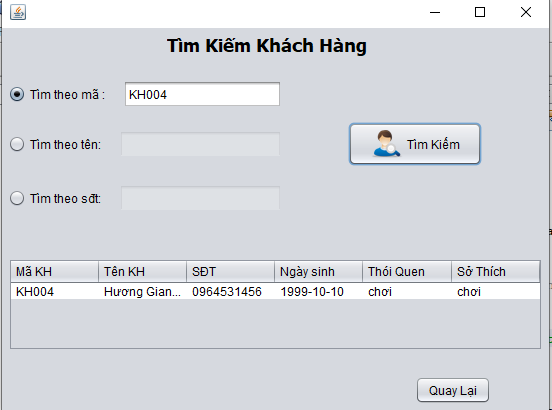 Tìm Kiếm Khách Hàng
Tìm theo mã : KH004
Tìm theo tên:
Tìm Kiếm
Tìm theo sđt:
Mã KH Tên KH SĐT Ngày sinh Thói Quen Sở Thích
KH004 Hương Gian... 0964531456 1999-10-10 chơi chơi
Quay Lại